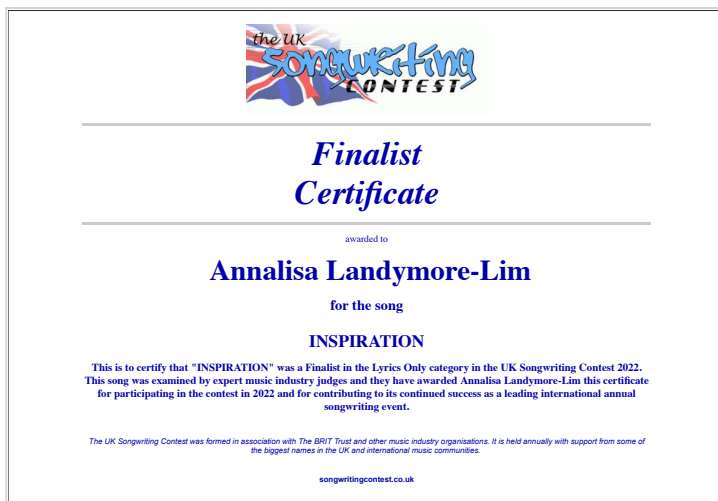 the UK
Songwriting
CONTEST
Finalist
Certificate
awarded to
Annalisa Landymore-Lim
for the song
INSPIRATION
This is to certify that "INSPIRATION" was a Finalist in the Lyrics Only category in the UK Songwriting Contest 2022.
This song was examined by expert music industry judges and they have awarded Annalisa Landymore-Lim this certificate
for participating in the contest in 2022 and for contributing to its continued success as a leading international annual
songwriting event.
The UK Songwriting Contest was formed in association with The BRIT Trust and other music industry organisations. It is held annually with support from some of
the biggest names in the UK and international music communities.
songwritingcontest.co.uk